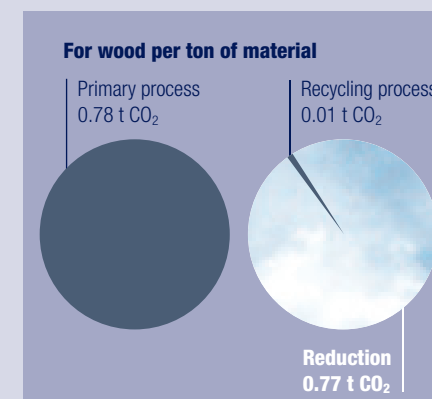 For wood per ton of material
Primary process
0.78 t CO₂
Recycling process
0.01 t CO₂
Reduction
0.77 t CO₂